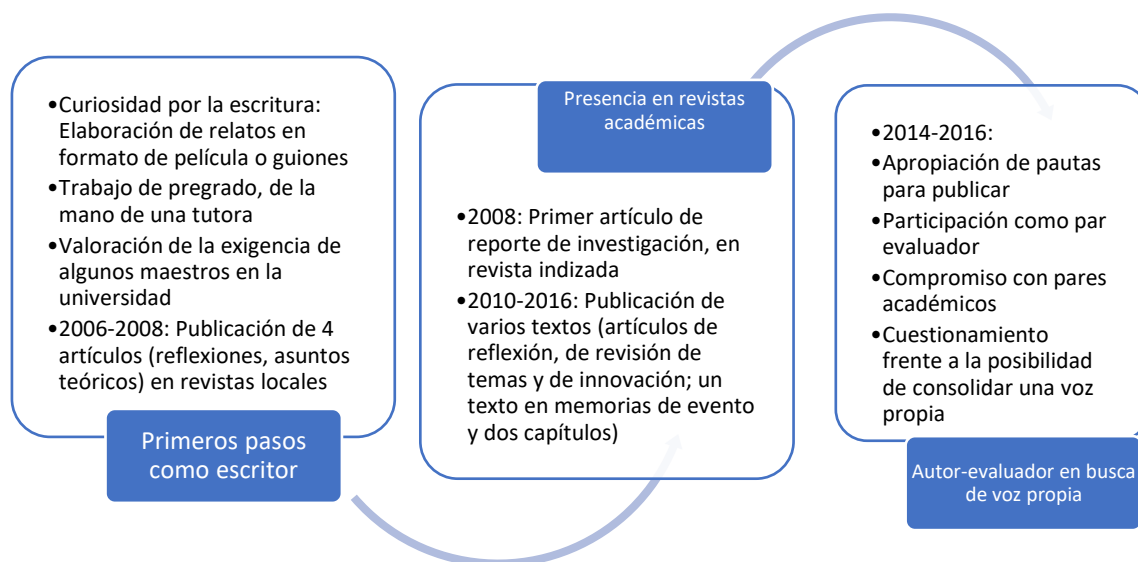 •Curiosidad por la escritura:
Elaboración de relatos en
formato de película o guiones
•Trabajo de pregrado, de la
mano de una tutora
•Valoración de la exigencia de
algunos maestros en la
universidad
•2006-2008: Publicación de 4
artículos (reflexiones, asuntos
teóricos) en revistas locales
Primeros pasos
como escritor
Presencia en revistas
académicas
•2008: Primer artículo de
reporte de investigación, en
revista indizada
•2010-2016: Publicación de
varios textos (artículos de
reflexión, de revisión de
temas y de innovación; un
texto en memorias de evento
y dos capítulos)
•2014-2016:
•Apropiación de pautas
para publicar
•Participación como par
evaluador
•Compromiso con pares
académicos
•Cuestionamiento
frente a la posibilidad
de consolidar una voz
propia
Autor-evaluador en busca
de voz propia